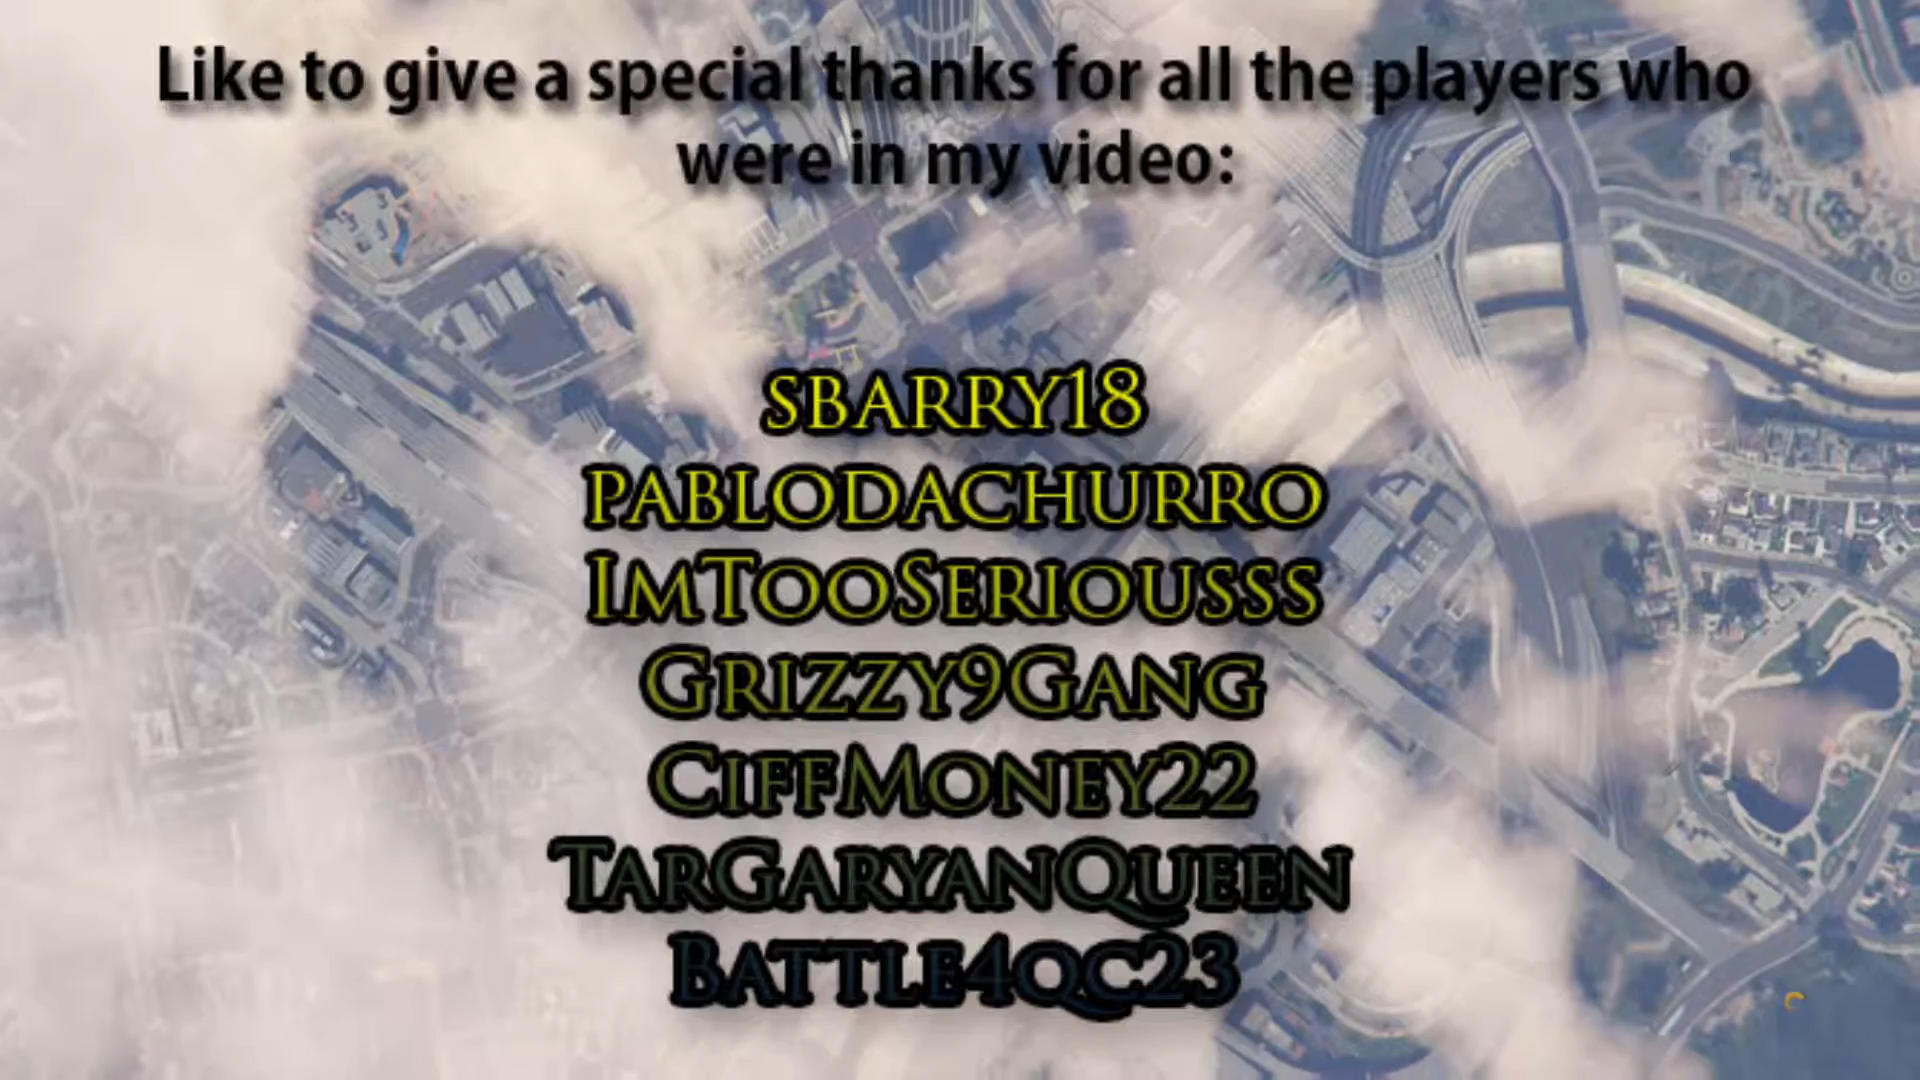 Like to give a special thanks for all the players who
were in my video:
sbarry18
pablodachurro
ImTooSeriousss
Grizzy9Gang
CiffMoney22
TarGaryanQueen
Battle4qc23